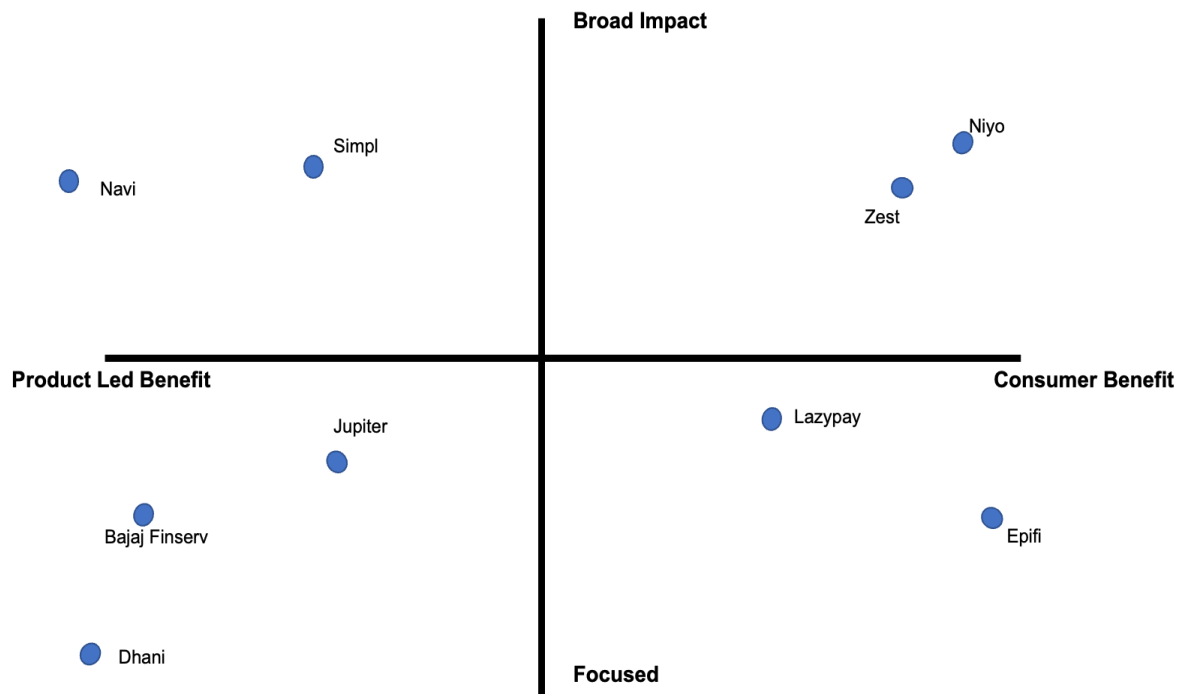 Broad Impact
Niyo
Simpl
Navi
Zest
Product Led Benefit
Consumer Benefit
Lazypay
Jupiter
Bajaj Finserv
Epifi
Dhani
Focused